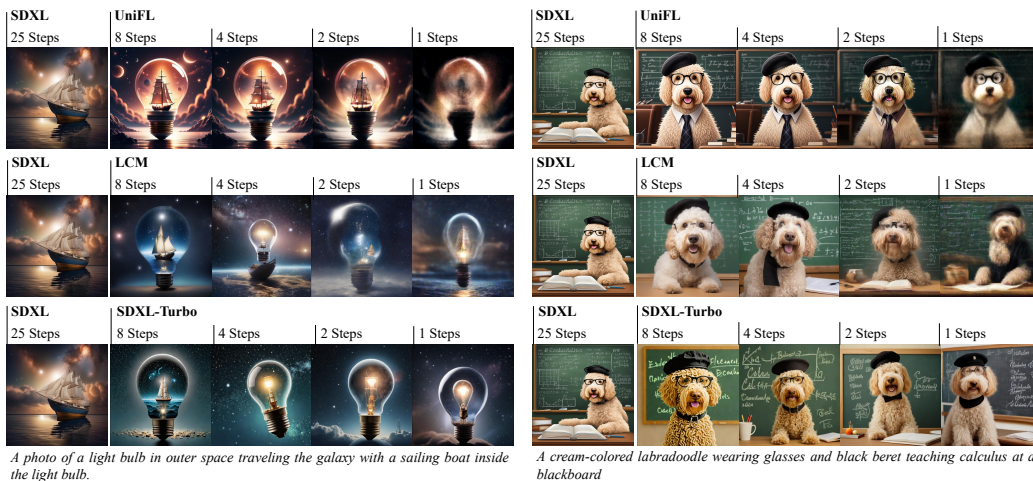 SDXL UniFL
25 Steps 8 Steps 4 Steps 2 Steps 1 Steps
SDXL LCM
25 Steps 8 Steps 4 Steps 2 Steps 1 Steps
SDXL SDXL-Turbo
25 Steps 8 Steps 4 Steps 2 Steps 1 Steps
A photo of a light bulb in outer space traveling the galaxy with a sailing boat inside
the light bulb.
SDXL UniFL
25 Steps 8 Steps 4 Steps 2 Steps 1 Steps
SDXL LCM
25 Steps 8 Steps 4 Steps 2 Steps 1 Steps
SDXL SDXL-Turbo
25 Steps 8 Steps 4 Steps 2 Steps 1 Steps
A cream-colored labradoodle wearing glasses and black beret teaching calculus at a
blackboard